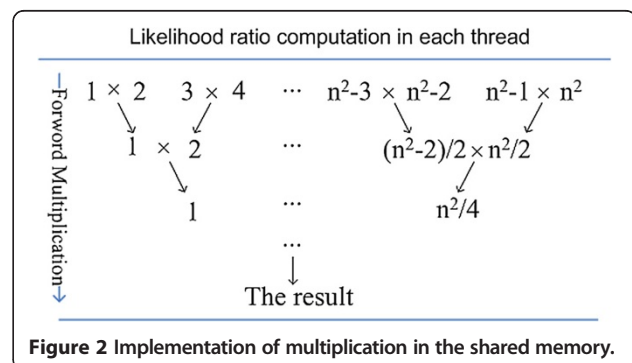 Likelihood ratio computation in each thread
Forword Multiplication
1 × 2 3 × 4 ... n²-3 × n²-2 n²-1 × n²
1 × 2 ... (n²-2)/2 × n²/2
1 ... n²/4
...
The result
Figure 2 Implementation of multiplication in the shared memory.